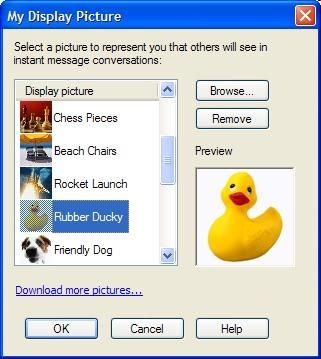 My Display Picture
Select a picture to represent you that others will see in
instant message conversations:
Display picture
Browse...
Chess Pieces
Remove
Beach Chairs
Preview
Rocket Launch
Rubber Ducky
Friendly Dog
Download more pictures...
OK
Cancel
Help